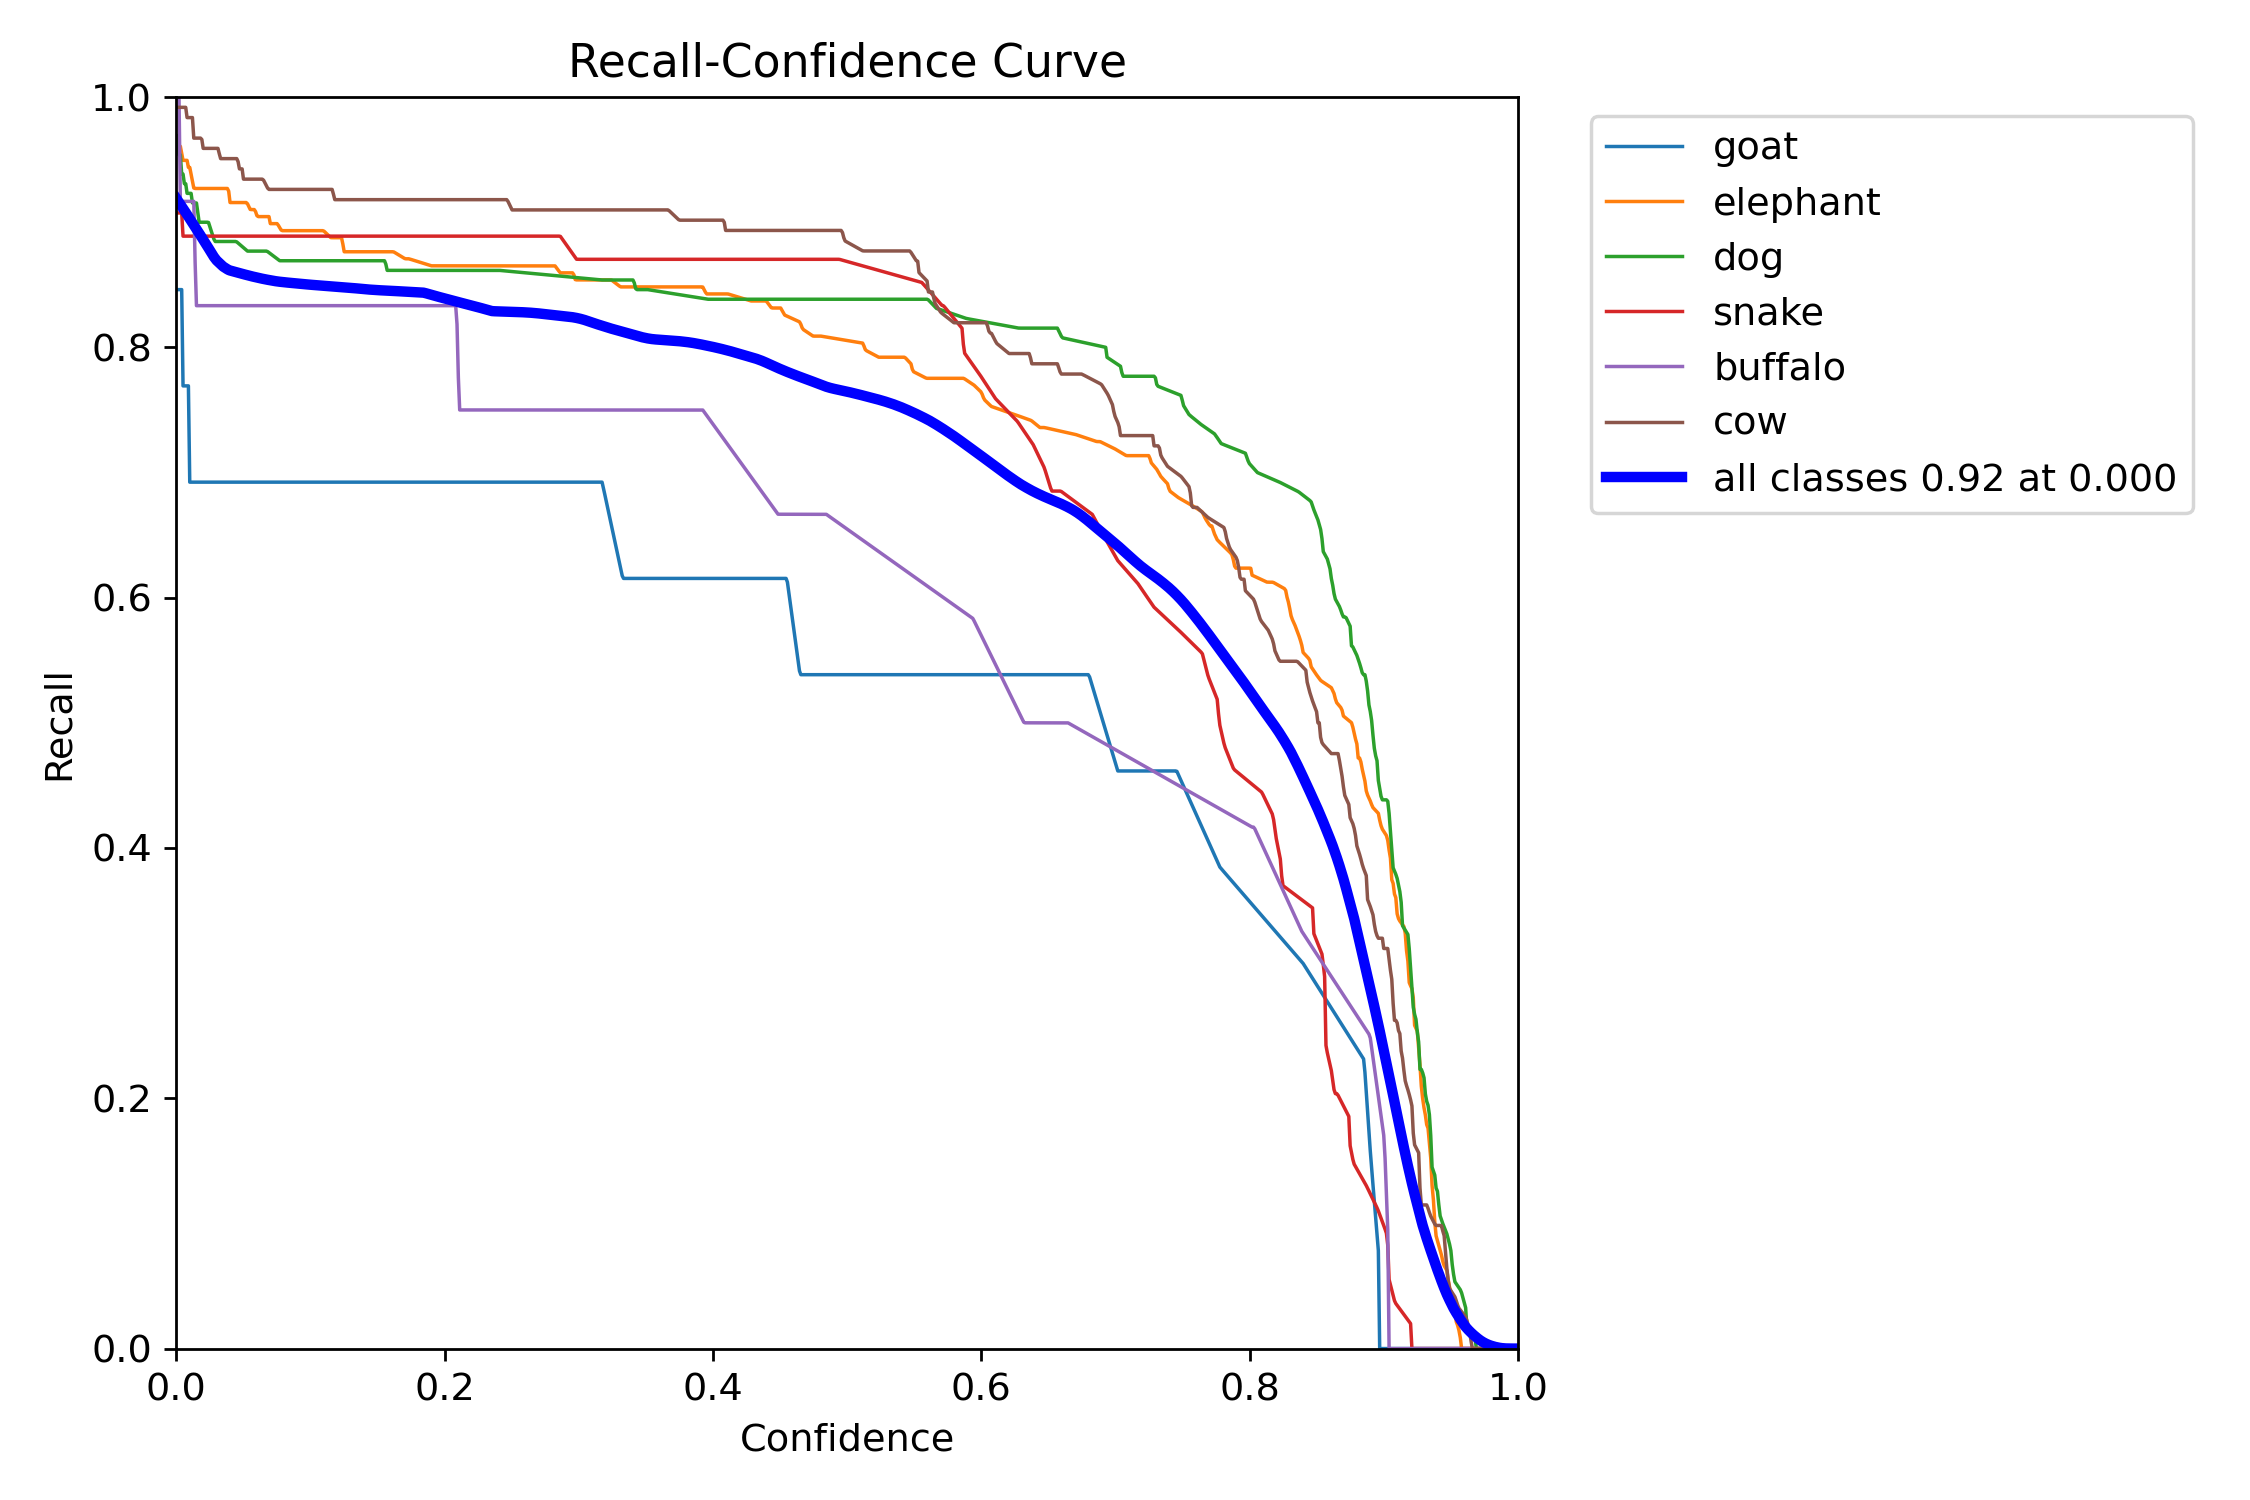 Recall-Confidence Curve
1.0
0.8
0.6
0.4
0.2
0.0
Recall
0.0 0.2 0.4 0.6 0.8 1.0
Confidence
goat
elephant
dog
snake
buffalo
cow
all classes 0.92 at 0.000